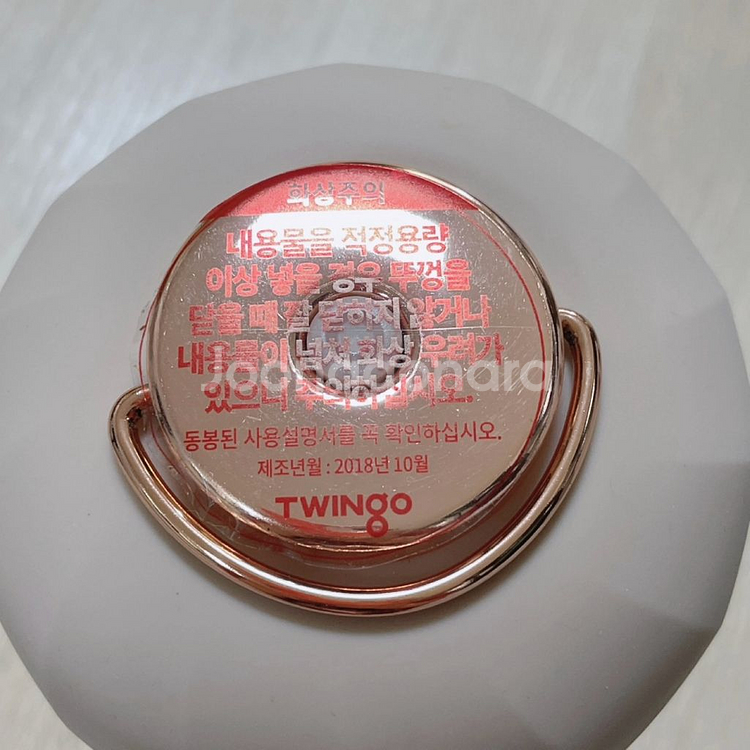 화상주의
내용물을 적정용량
이상 넣을 경우 뚜껑을
닫을 때 잘 닫히지 않거나
내용물이 넘쳐 화상 우려가
있으니 주의하십시오.
동봉된 사용설명서를 꼭 확인하십시오.
제조년월 : 2018년 10월
TWINGO
Joonggonara